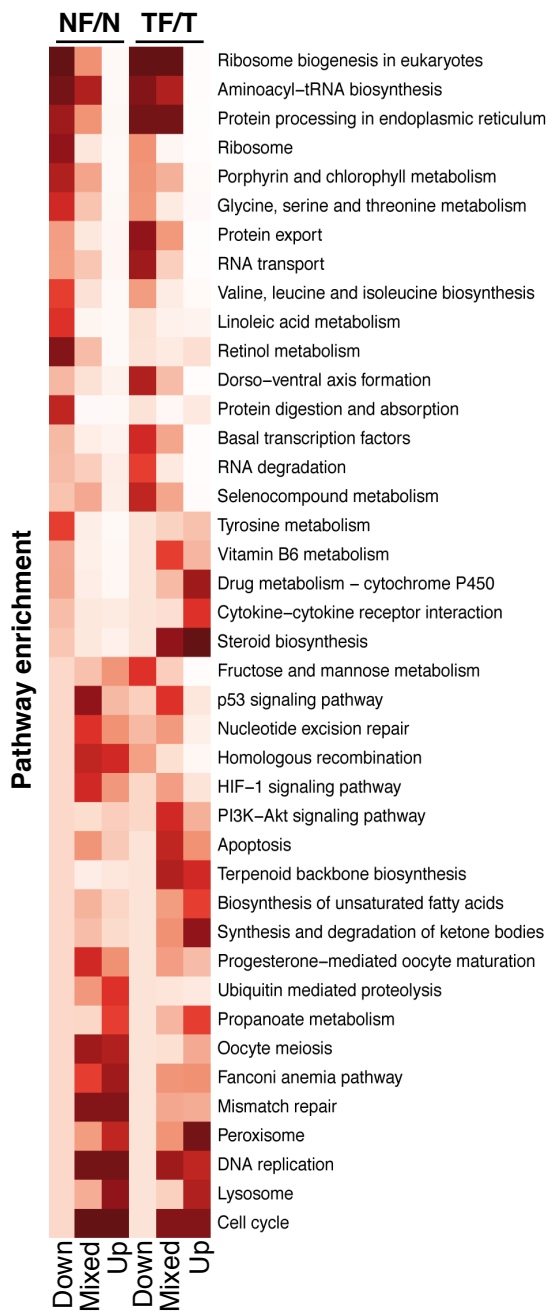 NF/N TF/T
Ribosome biogenesis in eukaryotes
Aminoacyl−tRNA biosynthesis
Protein processing in endoplasmic reticulum
Ribosome
Porphyrin and chlorophyll metabolism
Glycine, serine and threonine metabolism
Protein export
RNA transport
Valine, leucine and isoleucine biosynthesis
Linoleic acid metabolism
Retinol metabolism
Dorso−ventral axis formation
Protein digestion and absorption
Basal transcription factors
RNA degradation
Selenocompound metabolism
Tyrosine metabolism
Vitamin B6 metabolism
Drug metabolism − cytochrome P450
Cytokine−cytokine receptor interaction
Steroid biosynthesis
Fructose and mannose metabolism
p53 signaling pathway
Nucleotide excision repair
Homologous recombination
HIF−1 signaling pathway
PI3K−Akt signaling pathway
Apoptosis
Terpenoid backbone biosynthesis
Biosynthesis of unsaturated fatty acids
Synthesis and degradation of ketone bodies
Progesterone−mediated oocyte maturation
Ubiquitin mediated proteolysis
Propanoate metabolism
Oocyte meiosis
Fanconi anemia pathway
Mismatch repair
Peroxisome
DNA replication
Lysosome
Cell cycle
Pathway enrichment
Down Mixed Up Down Mixed Up